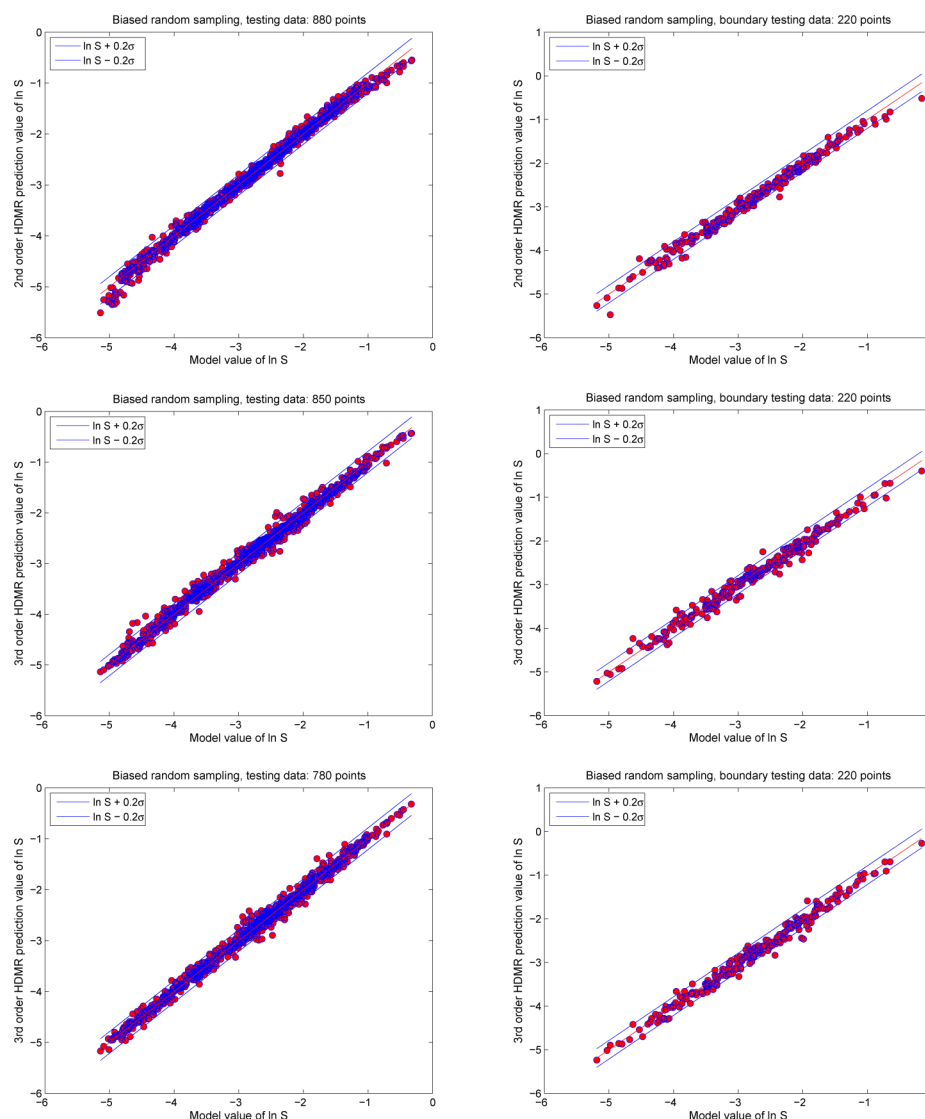 Biased random sampling, testing data: 880 points
ln S + 0.2σ
ln S − 0.2σ
2nd order HDMR prediction value of ln S
0
−1
−2
−3
−4
−5
−6
−6
−5
−4
−3
−2
−1
0
Model value of ln S
Biased random sampling, boundary testing data: 220 points
ln S + 0.2σ
ln S − 0.2σ
2nd order HDMR prediction value of ln S
1
0
−1
−2
−3
−4
−5
−6
−6
−5
−4
−3
−2
−1
0
Model value of ln S
Biased random sampling, testing data: 850 points
ln S + 0.2σ
ln S − 0.2σ
3rd order HDMR prediction value of ln S
0
−1
−2
−3
−4
−5
−6
−6
−5
−4
−3
−2
−1
0
Model value of ln S
Biased random sampling, boundary testing data: 220 points
ln S + 0.2σ
ln S − 0.2σ
3rd order HDMR prediction value of ln S
1
0
−1
−2
−3
−4
−5
−6
−6
−5
−4
−3
−2
−1
Model value of ln S
Biased random sampling, testing data: 780 points
ln S + 0.2σ
ln S − 0.2σ
3rd order HDMR prediction value of ln S
0
−1
−2
−3
−4
−5
−6
−6
−5
−4
−3
−2
−1
0
Model value of ln S
Biased random sampling, boundary testing data: 220 points
ln S + 0.2σ
ln S − 0.2σ
3rd order HDMR prediction value of ln S
1
0
−1
−2
−3
−4
−5
−6
−6
−5
−4
−3
−2
−1
Model value of ln S